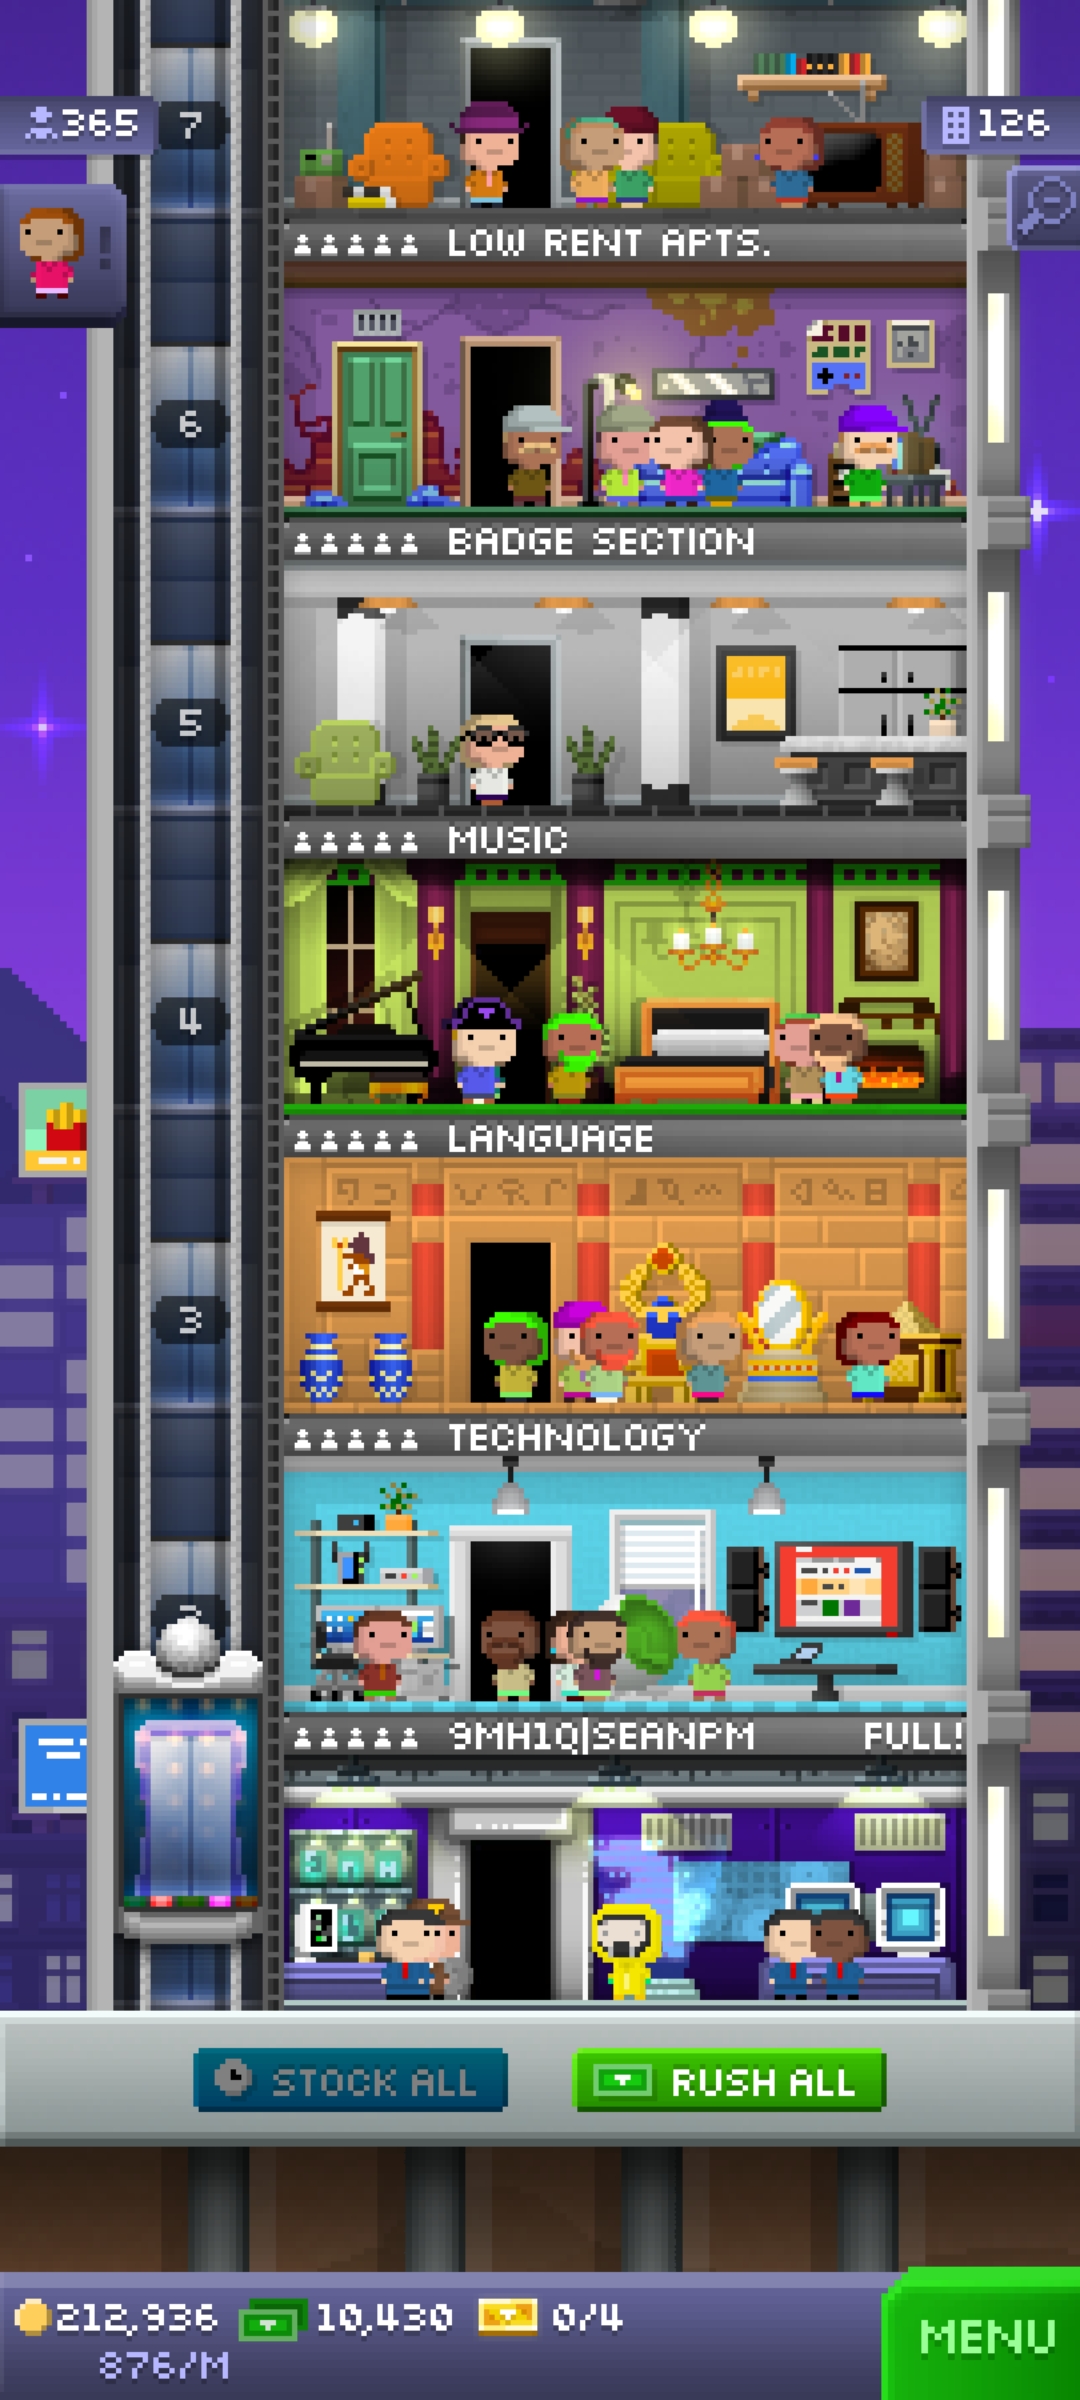 365
7
126
!
LOW RENT APTS.
6
BADGE SECTION
5
MUSIC
4
LANGUAGE
3
TECHNOLOGY
9MH1Q|SEANPM FULL!
STOCK ALL
RUSH ALL
212,936 10,430 0/4
876/M
MENU